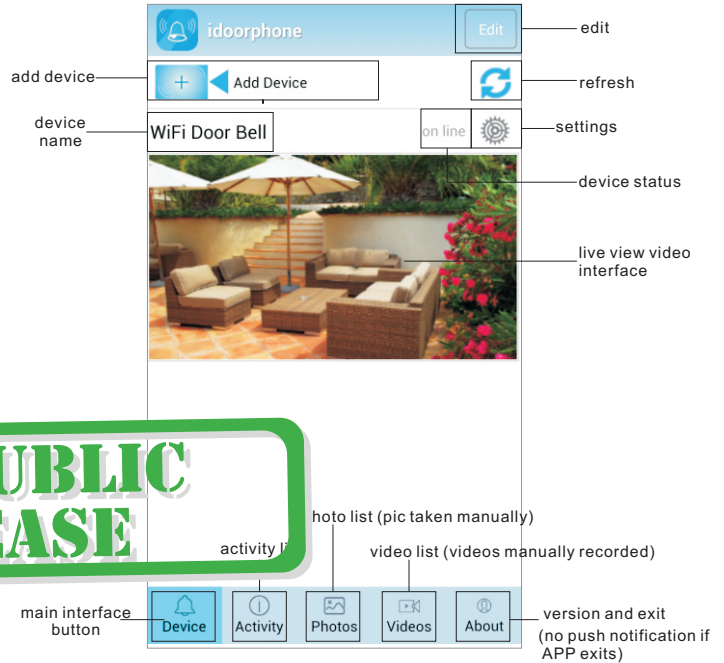 idoorphone
Edit
edit
add device
Add Device
refresh
device
name
WiFi Door Bell
on line
settings
device status
live view video
interface
UBLIC
EASE
hoto list (pic taken manually)
activity li
video list (videos manually recorded)
main interface
button
Device
Activity
Photos
Videos
About
version and exit
(no push notification if
APP exits)